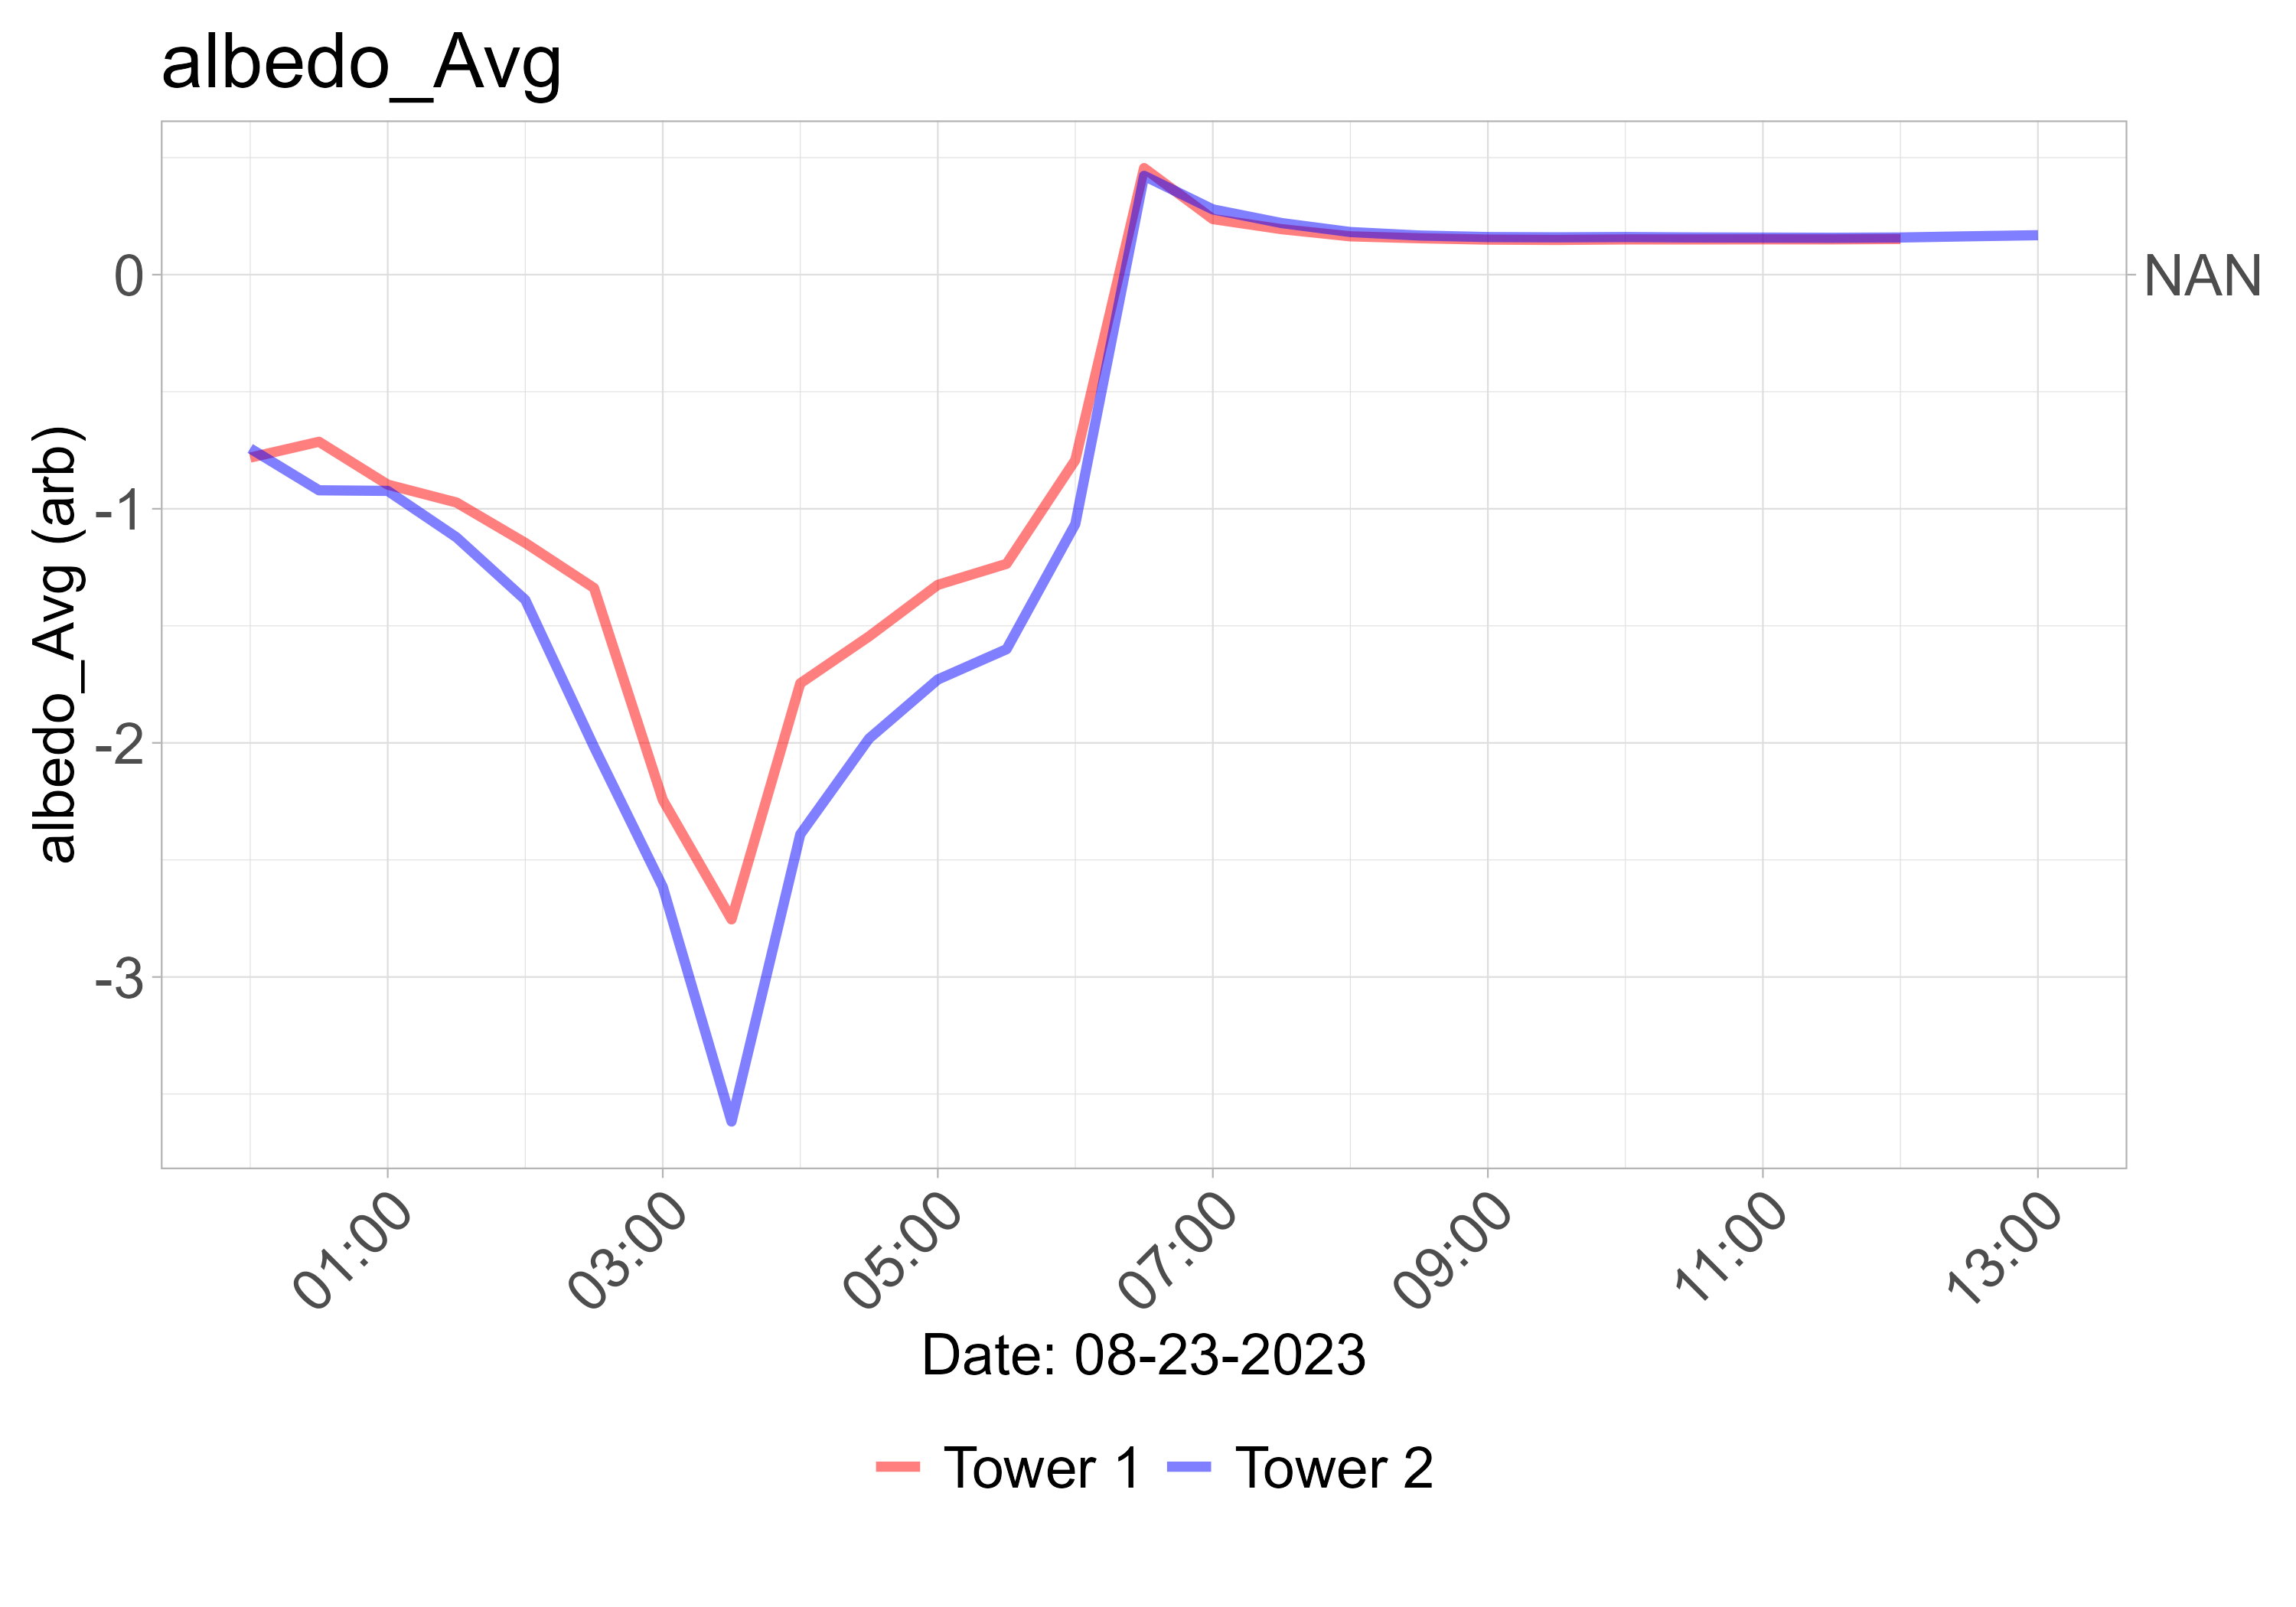 albedo_Avg
albedo_Avg (arb)
0
-1
-2
-3
NAN
01:00
03:00
05:00
07:00
09:00
11:00
13:00
Date: 08-23-2023
Tower 1
Tower 2